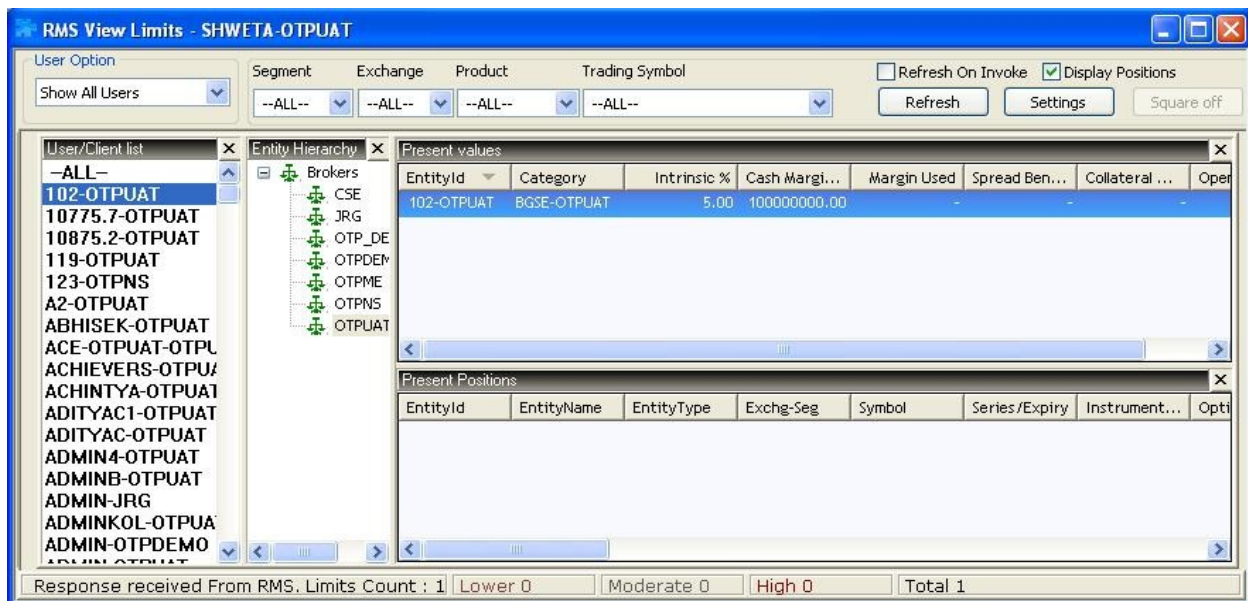 RMS View Limits - SHWETA-OTPUAT
User Option
Show All Users
Segment Exchange Product Trading Symbol
--ALL-- --ALL-- --ALL-- --ALL--
Refresh On Invoke Display Positions
Refresh Settings Square off
User/Client list
--ALL--
102-OTPUAT
10775.7-OTPUAT
10875.2-OTPUAT
119-OTPUAT
123-OTPNS
A2-OTPUAT
ABHISEK-OTPUAT
ACE-OTPUAT-OTPU
ACHIEVERS-OTPUA
ACHINTYA-OTPUAT
ADITYAC1-OTPUAT
ADITYAC-OTPUAT
ADMIN4-OTPUAT
ADMINB-OTPUAT
ADMIN-JRG
ADMINKOL-OTPUA
ADMIN-OTPDEMO
Entity Hierarchy
Brokers
CSE
JRG
OTP_DE
OTPDEM
OTPME
OTPNS
OTPUAT
Present values
EntityId Category Intrinsic % Cash Margi... Margin Used Spread Ben... Collateral ... Oper
102-OTPUAT BGSE-OTPUAT 5.00 100000000.00 - - -
Present Positions
EntityId EntityName EntityType Exchg-Seg Symbol Series/Expiry Instrument... Opti
Response received From RMS. Limits Count : 1 Lower 0 Moderate 0 High 0 Total 1